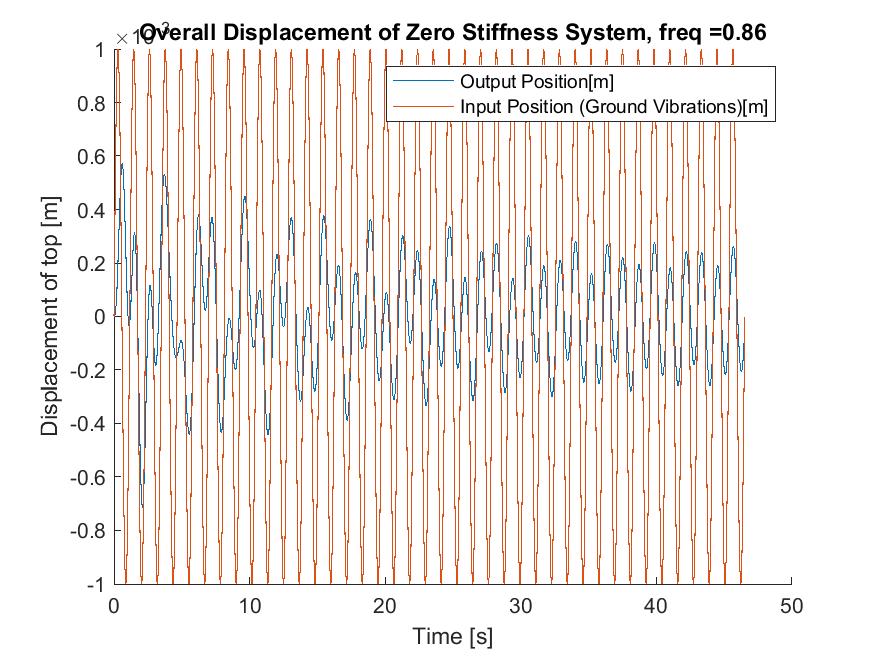 ×10-3
Overall Displacement of Zero Stiffness System, freq =0.86
Output Position[m]
Input Position (Ground Vibrations)[m]
1
0.8
0.6
0.4
0.2
0
-0.2
-0.4
-0.6
-0.8
-1
Displacement of top [m]
0 10 20 30 40 50
Time [s]